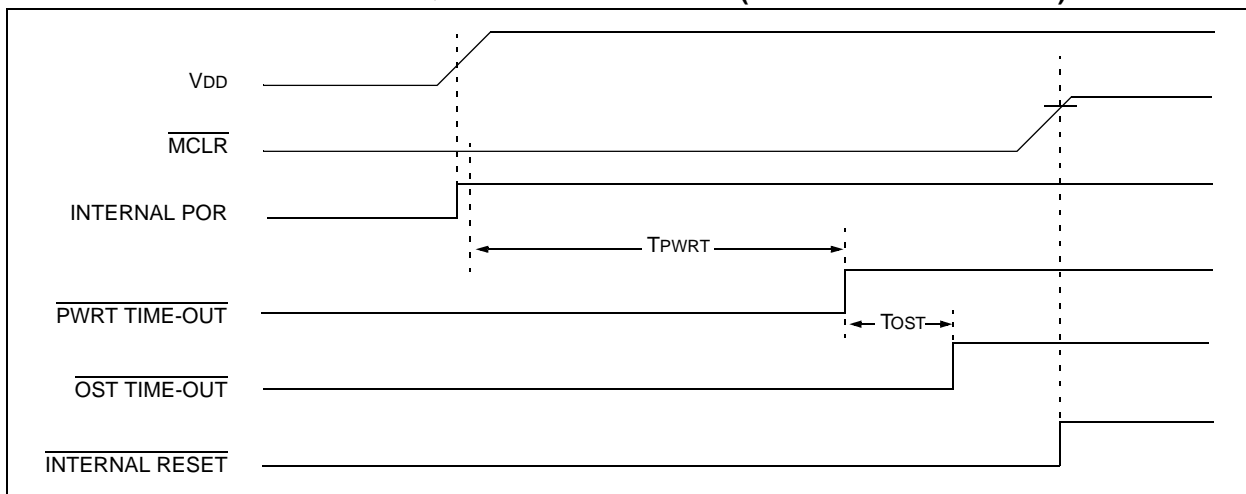 VDD
MCLR
INTERNAL POR
TPWRT
PWRT TIME-OUT
TOST
OST TIME-OUT
INTERNAL RESET